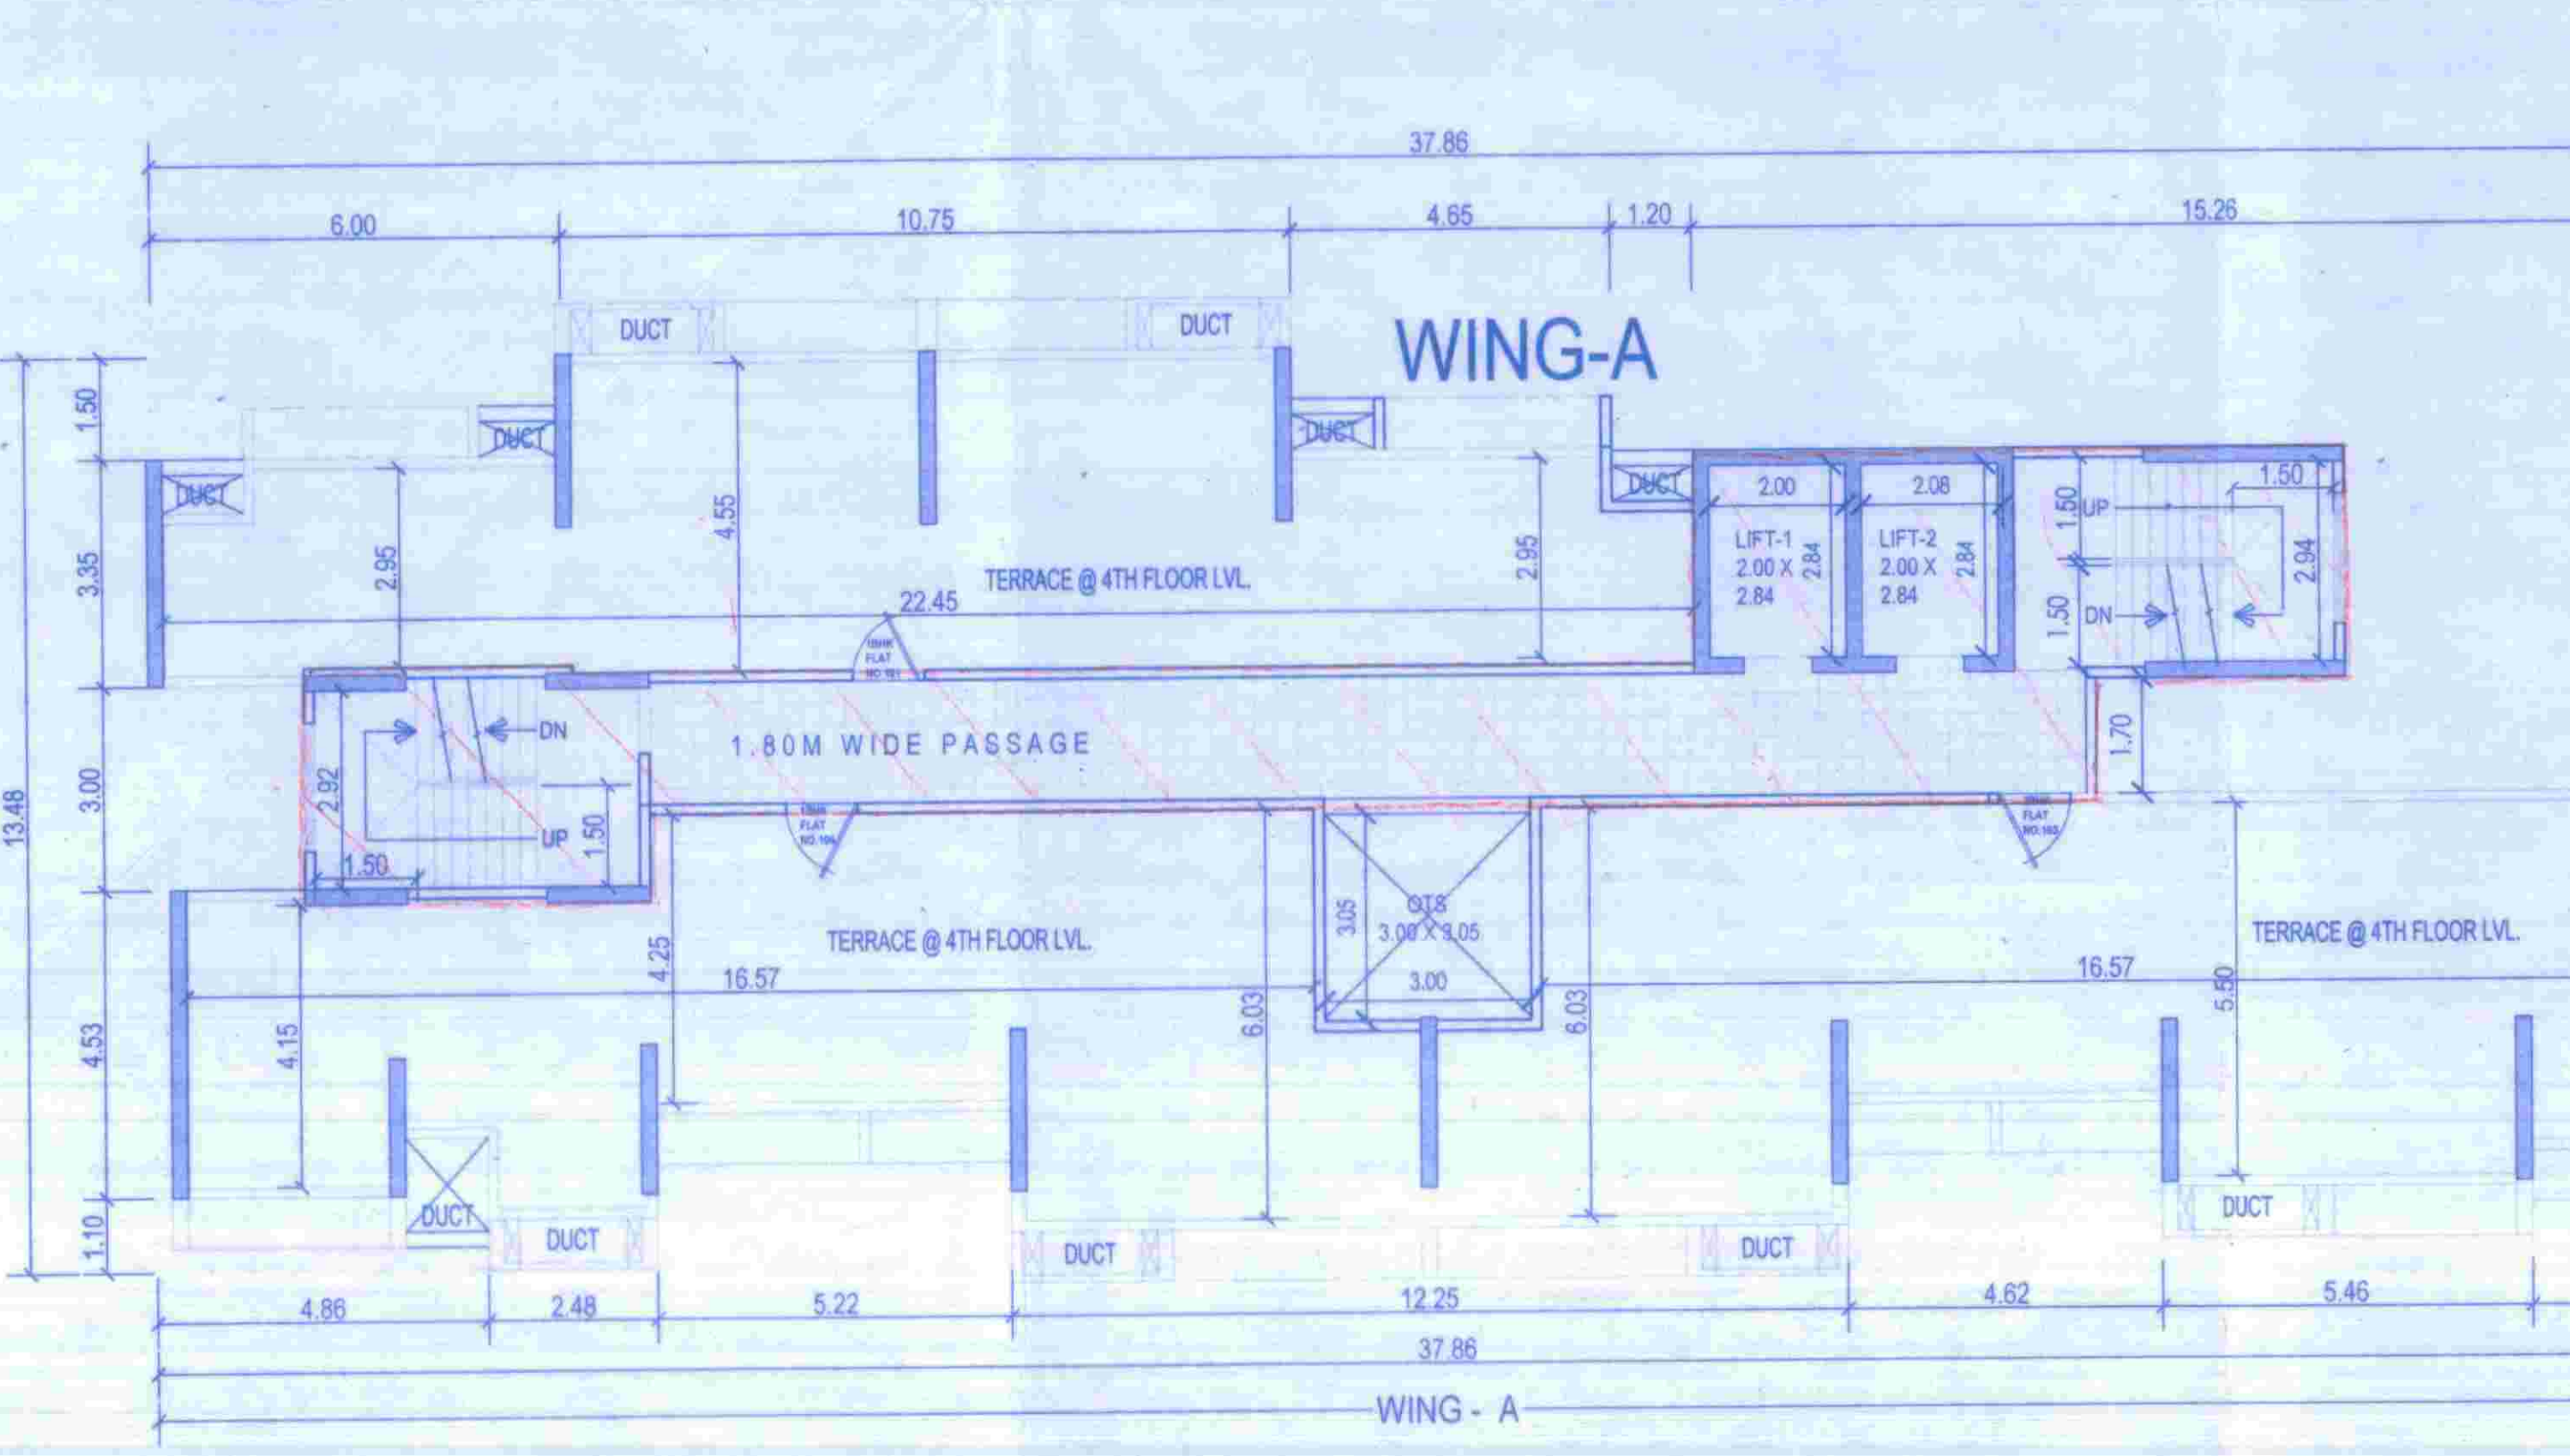 37.86
6.00
10.75
4.65
1.20
15.26
DUCT
DUCT
WING-A
1.50
DUCT
DUCT
DUCT
DUCT
2.00
2.08
1.50
1.50
UP
4.55
3.35
2.95
2.95
LIFT-1
2.00 X
2.84
2.84
LIFT-2
2.00 X
2.84
2.84
2.94
TERRACE @ 4TH FLOOR LVL.
22.45
1.50
DN
FLAT
DN
1.80M WIDE PASSAGE
1.70
13.48
3.00
2.92
UP
1.50
1.50
FLAT
FLAT
OTS
3.00 X 3.05
3.05
3.00
TERRACE @ 4TH FLOOR LVL.
TERRACE @ 4TH FLOOR LVL.
4.25
16.57
16.57
4.53
4.15
6.03
6.03
5.50
DUCT
DUCT
DUCT
DUCT
DUCT
1.10
4.86
2.48
5.22
12.25
4.62
5.46
37.86
WING - A